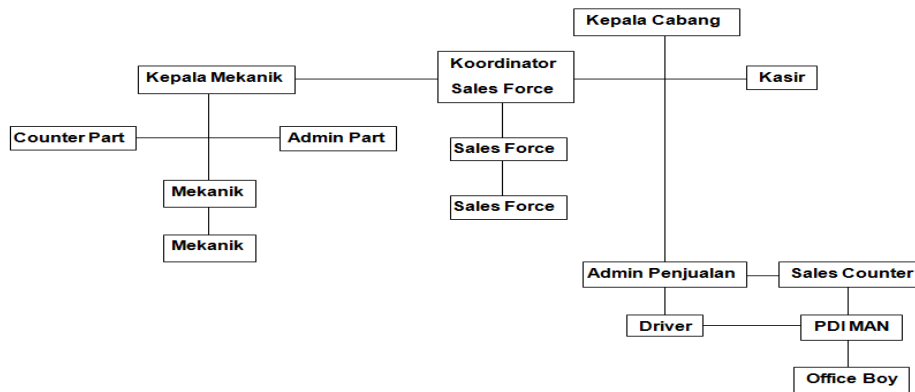 Kepala Cabang
Kepala Mekanik
Koordinator
Sales Force
Kasir
Counter Part
Admin Part
Sales Force
Mekanik
Sales Force
Mekanik
Admin Penjualan
Sales Counter
Driver
PDI MAN
Office Boy